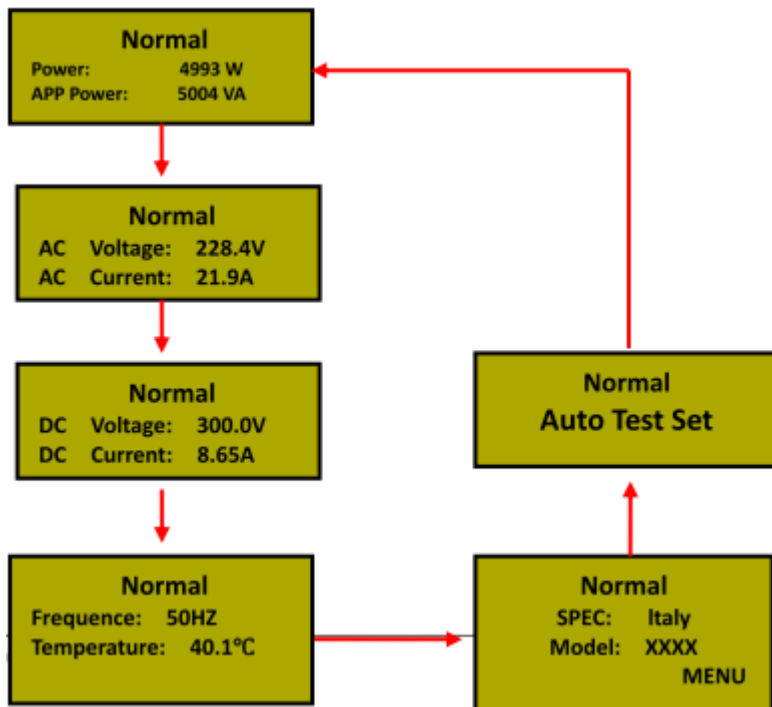 Normal
Power: 4993 W
APP Power: 5004 VA
Normal
AC Voltage: 228.4V
AC Current: 21.9A
Normal
DC Voltage: 300.0V
DC Current: 8.65A
Normal
Frequence: 50HZ
Temperature: 40.1℃
Normal
SPEC: Italy
Model: XXXX
MENU
Normal
Auto Test Set